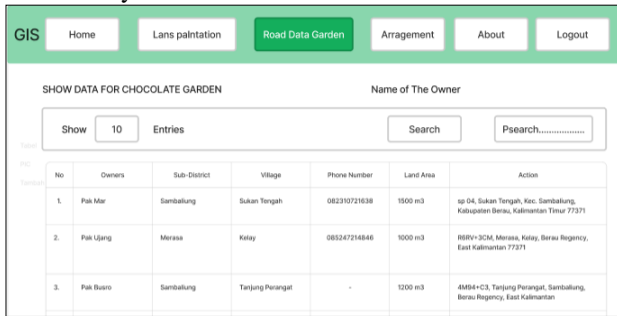 GIS Home Lans palntation Road Data Garden Arragement About Logout
SHOW DATA FOR CHOCOLATE GARDEN Name of The Owner
Show 10 Entries Search Psearch.................
No Owners Sub-District Village Phone Number Land Area Action
1. Pak Mar Sambaliung Sukan Tengah 082310721638 1500 m3 sp 04, Sukan Tengah, Kec. Sambaliung,
Kabupaten Berau, Kalimantan Timur 77371
2. Pak Ujang Merasa Kelay 085247214846 1000 m3 R6RV+3CM, Merasa, Kelay, Berau Regency,
East Kalimantan 77371
3. Pak Busro Sambaliung Tanjung Perangat - 1200 m3 4M94+C3, Tanjung Perangat, Sambaliung,
Berau Regency, East Kalimantan